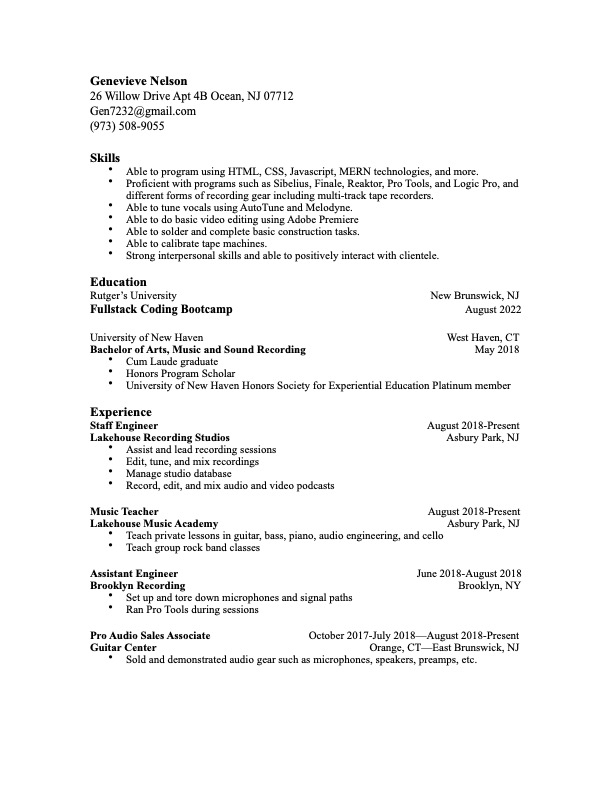 Genevieve Nelson
26 Willow Drive Apt 4B Ocean, NJ 07712
Gen7232@gmail.com
(973) 508-9055
Skills
• Able to program using HTML, CSS, Javascript, MERN technologies, and more.
• Proficient with programs such as Sibelius, Finale, Reaktor, Pro Tools, and Logic Pro, and
different forms of recording gear including multi-track tape recorders.
• Able to tune vocals using AutoTune and Melodyne.
• Able to do basic video editing using Adobe Premiere
• Able to solder and complete basic construction tasks.
• Able to calibrate tape machines.
• Strong interpersonal skills and able to positively interact with clientele.
Education
Rutger’s University New Brunswick, NJ
Fullstack Coding Bootcamp August 2022
University of New Haven West Haven, CT
Bachelor of Arts, Music and Sound Recording May 2018
• Cum Laude graduate
• Honors Program Scholar
• University of New Haven Honors Society for Experiential Education Platinum member
Experience
Staff Engineer August 2018-Present
Lakehouse Recording Studios Asbury Park, NJ
• Assist and lead recording sessions
• Edit, tune, and mix recordings
• Manage studio database
• Record, edit, and mix audio and video podcasts
Music Teacher August 2018-Present
Lakehouse Music Academy Asbury Park, NJ
• Teach private lessons in guitar, bass, piano, audio engineering, and cello
• Teach group rock band classes
Assistant Engineer June 2018-August 2018
Brooklyn Recording Brooklyn, NY
• Set up and tore down microphones and signal paths
• Ran Pro Tools during sessions
Pro Audio Sales Associate October 2017-July 2018—August 2018-Present
Guitar Center Orange, CT—East Brunswick, NJ
• Sold and demonstrated audio gear such as microphones, speakers, preamps, etc.